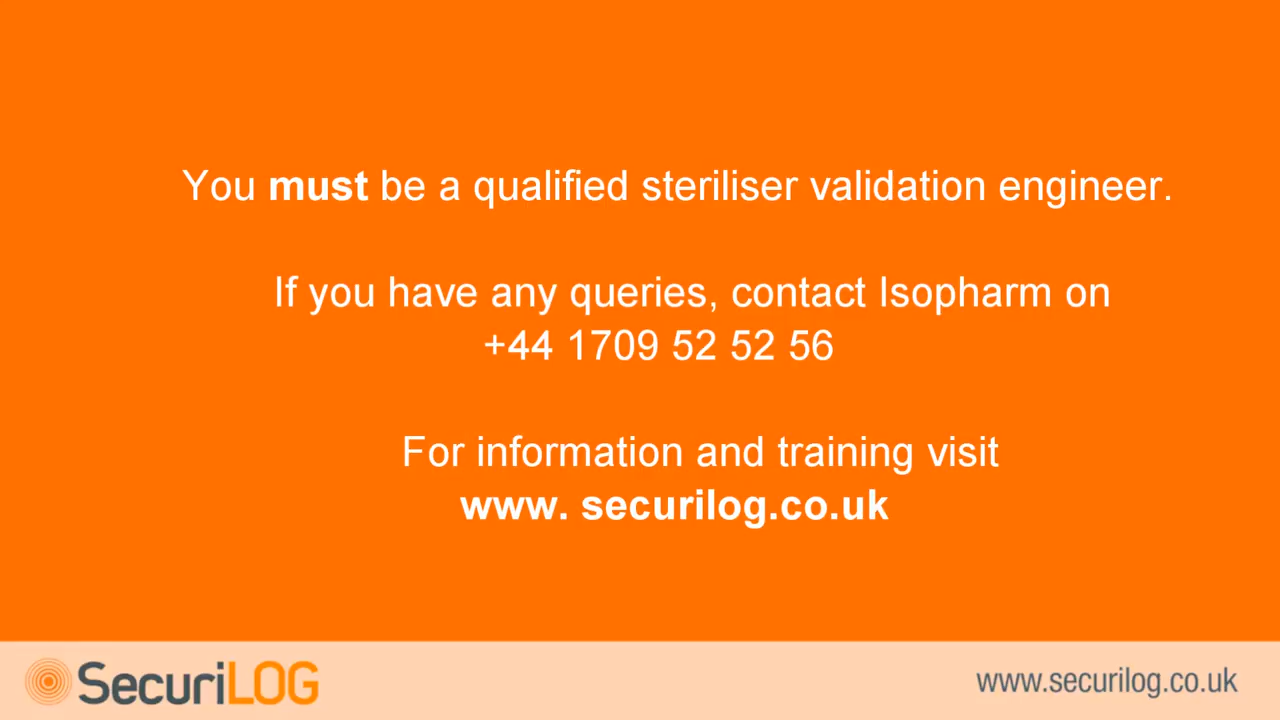 You must be a qualified steriliser validation engineer.
If you have any queries, contact Isopharm on
+44 1709 52 52 56
For information and training visit
www. securilog.co.uk
SecuriLOG
www.securilog.co.uk